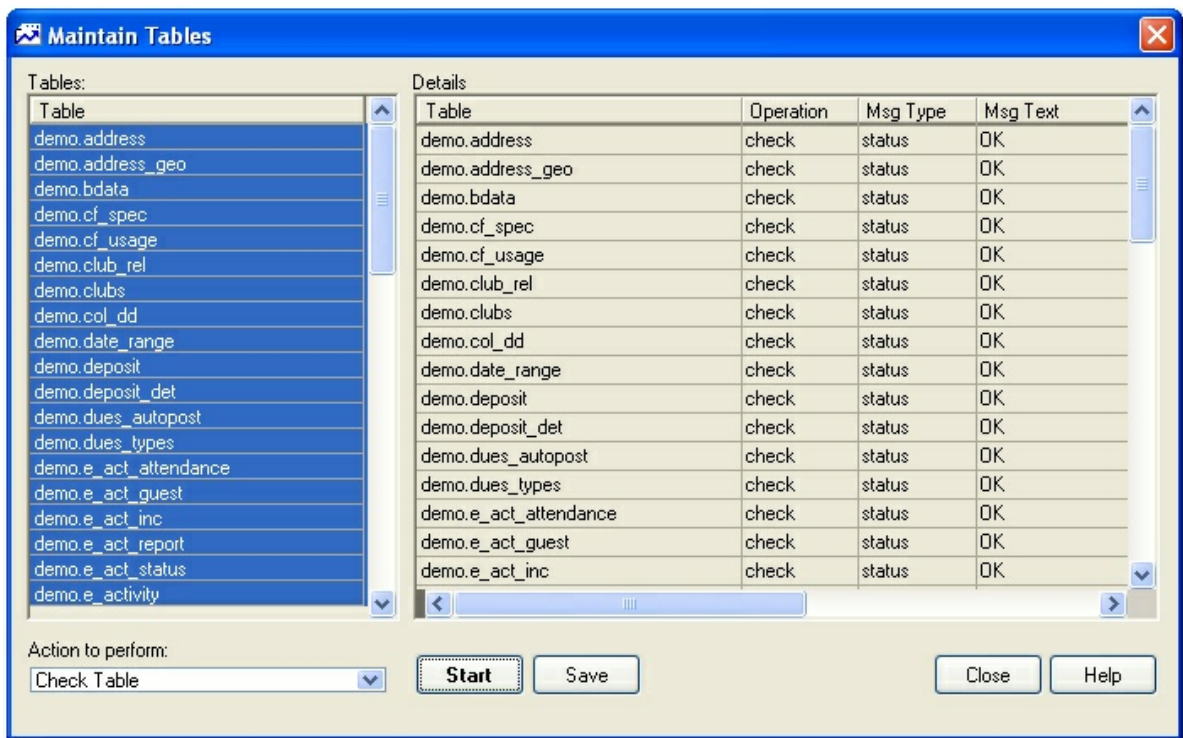 Maintain Tables
Tables:
Table
demo.address
demo.address_geo
demo.bdata
demo.cf_spec
demo.cf_usage
demo.club_rel
demo.clubs
demo.col_dd
demo.date_range
demo.deposit
demo.deposit_det
demo.dues_autopost
demo.dues_types
demo.e_act_attendance
demo.e_act_guest
demo.e_act_inc
demo.e_act_report
demo.e_act_status
demo.e_activity
Action to perform:
Check Table
Details
Table Operation Msg Type Msg Text
demo.address check status OK
demo.address_geo check status OK
demo.bdata check status OK
demo.cf_spec check status OK
demo.cf_usage check status OK
demo.club_rel check status OK
demo.clubs check status OK
demo.col_dd check status OK
demo.date_range check status OK
demo.deposit check status OK
demo.deposit_det check status OK
demo.dues_autopost check status OK
demo.dues_types check status OK
demo.e_act_attendance check status OK
demo.e_act_guest check status OK
demo.e_act_inc check status OK
Start Save Close Help